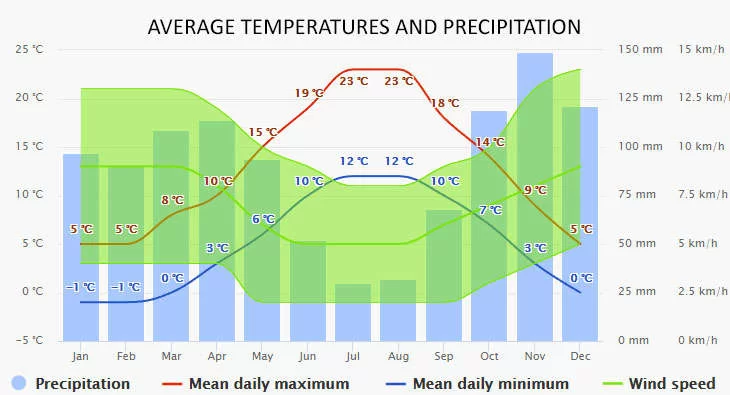 AVERAGE TEMPERATURES AND PRECIPITATION
25 °C 150 mm 15 km/h
20 °C 125 mm 12.5 km/h
15 °C 100 mm 10 km/h
10 °C 75 mm 7.5 km/h
5 °C 50 mm 5 km/h
0 °C 25 mm 2.5 km/h
−5 °C 0 mm 0 km/h
5 °C 5 °C 8 °C 10 °C 15 °C 19 °C 23 °C 23 °C 18 °C 14 °C 9 °C 5 °C
−1 °C −1 °C 0 °C 3 °C 6 °C 10 °C 12 °C 12 °C 10 °C 7 °C 3 °C 0 °C
Jan Feb Mar Apr May Jun Jul Aug Sep Oct Nov Dec
Precipitation Mean daily maximum Mean daily minimum Wind speed